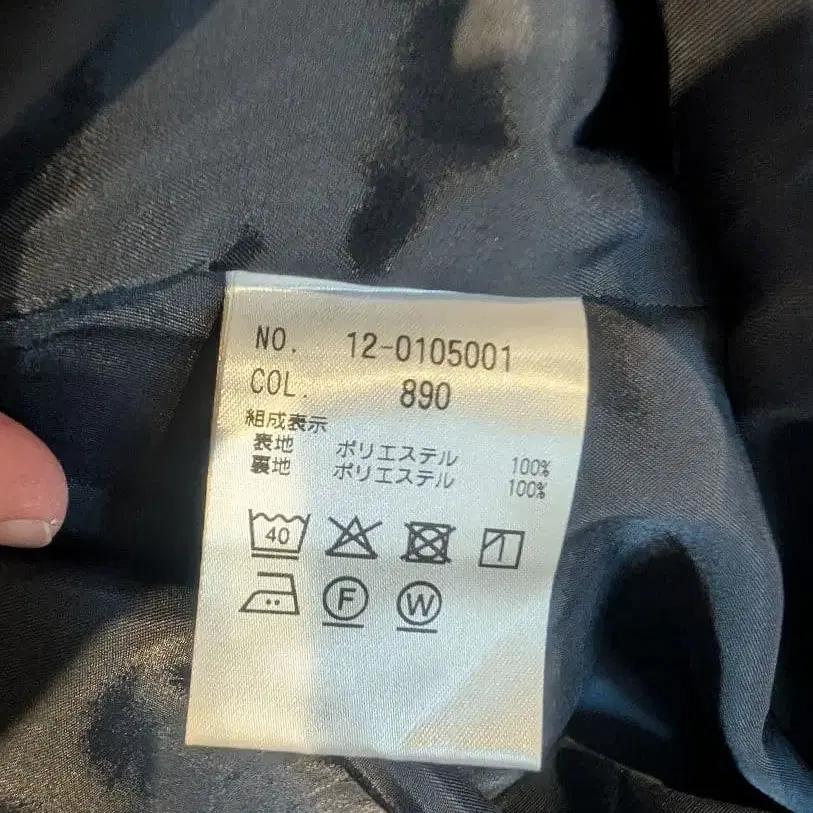 NO. 12-0105001
COL. 890
組成表示
表地 ポリエステル 100%
裏地 ポリエステル 100%
40
F W